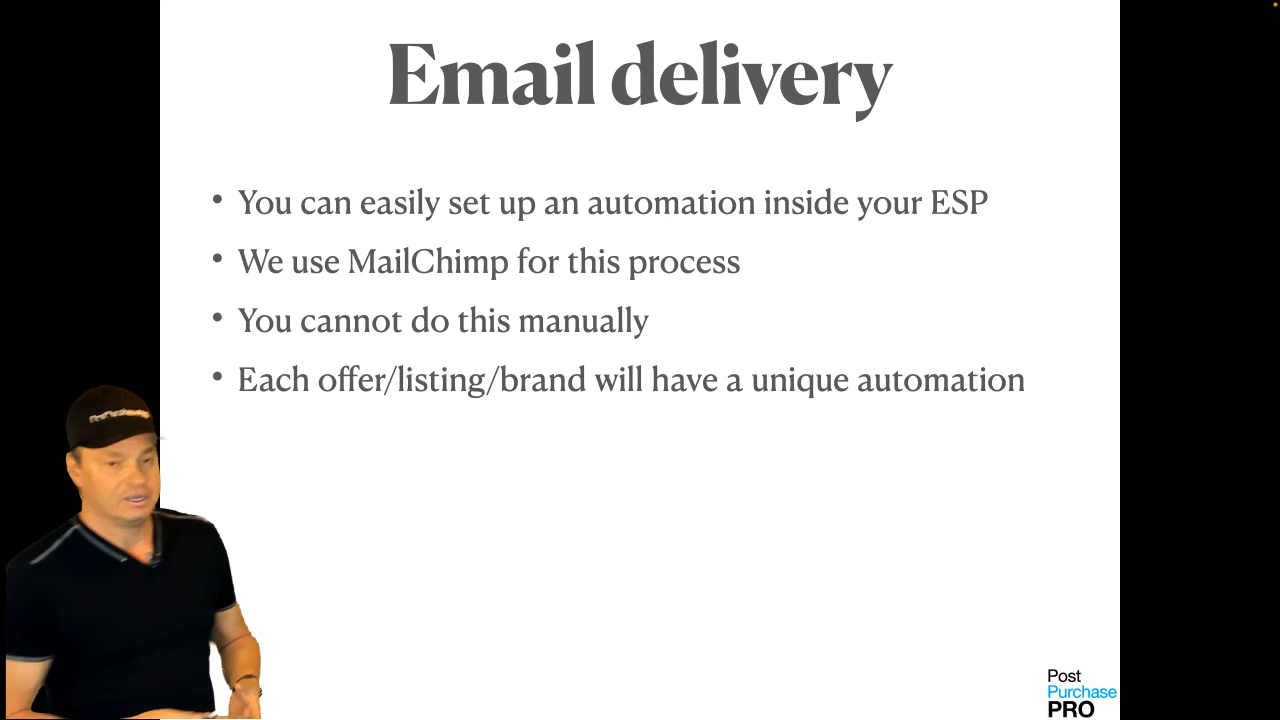 Email delivery
• You can easily set up an automation inside your ESP
• We use MailChimp for this process
• You cannot do this manually
• Each offer/listing/brand will have a unique automation
Post
Purchase
PRO